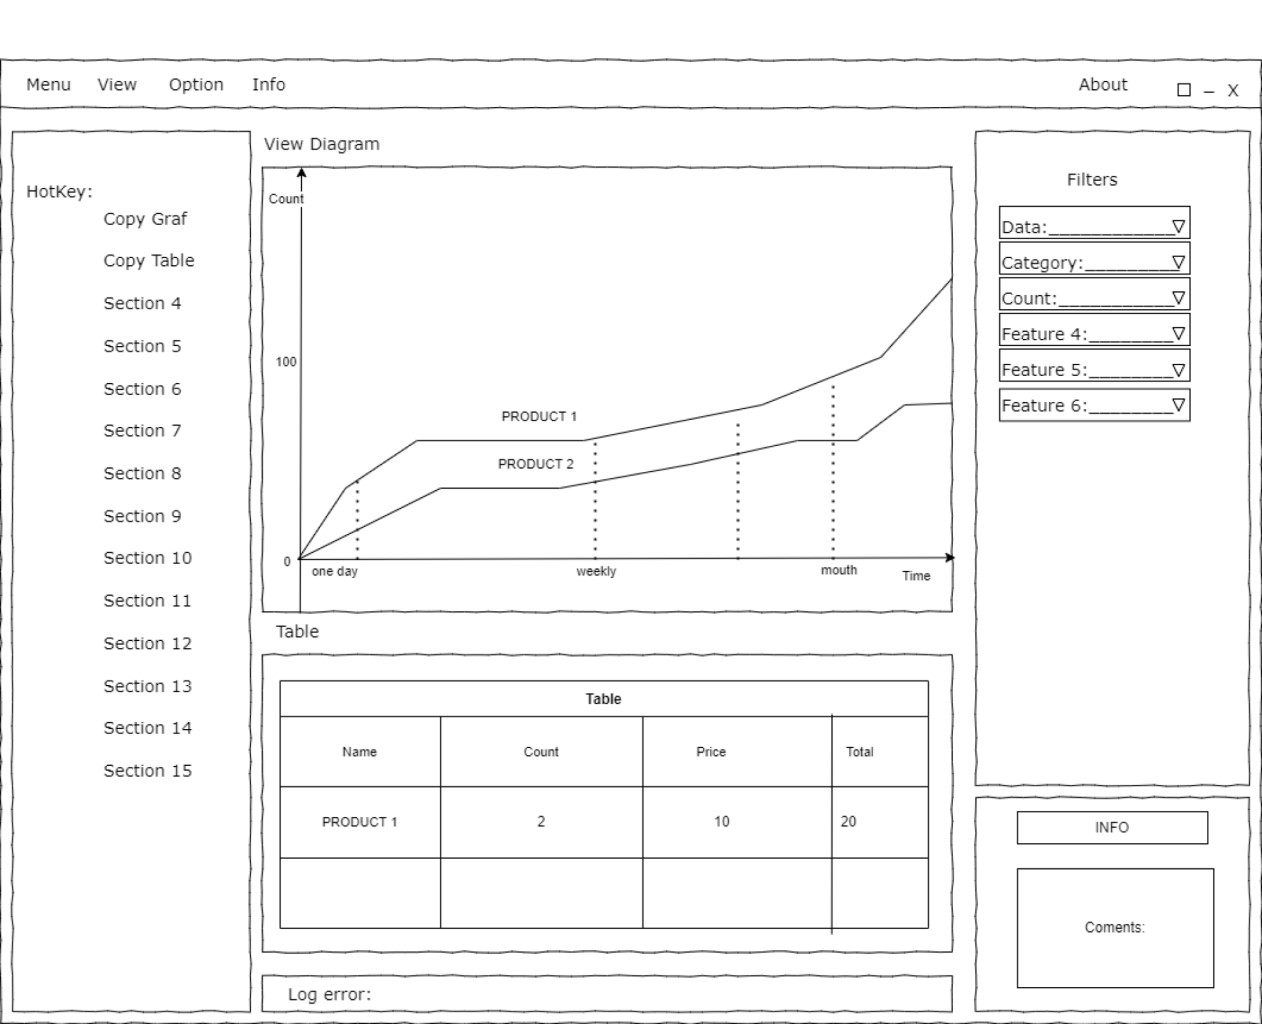 Menu View Option Info About X
HotKey:
Copy Graf
Copy Table
Section 4
Section 5
Section 6
Section 7
Section 8
Section 9
Section 10
Section 11
Section 12
Section 13
Section 14
Section 15
View Diagram
Count
100
PRODUCT 1
PRODUCT 2
0
one day weekly mouth Time
Table
Table
Name Count Price Total
PRODUCT 1 2 10 20
Log error:
Filters
Data:____________
Category:_________
Count:___________
Feature 4:________
Feature 5:________
Feature 6:________
INFO
Coments: